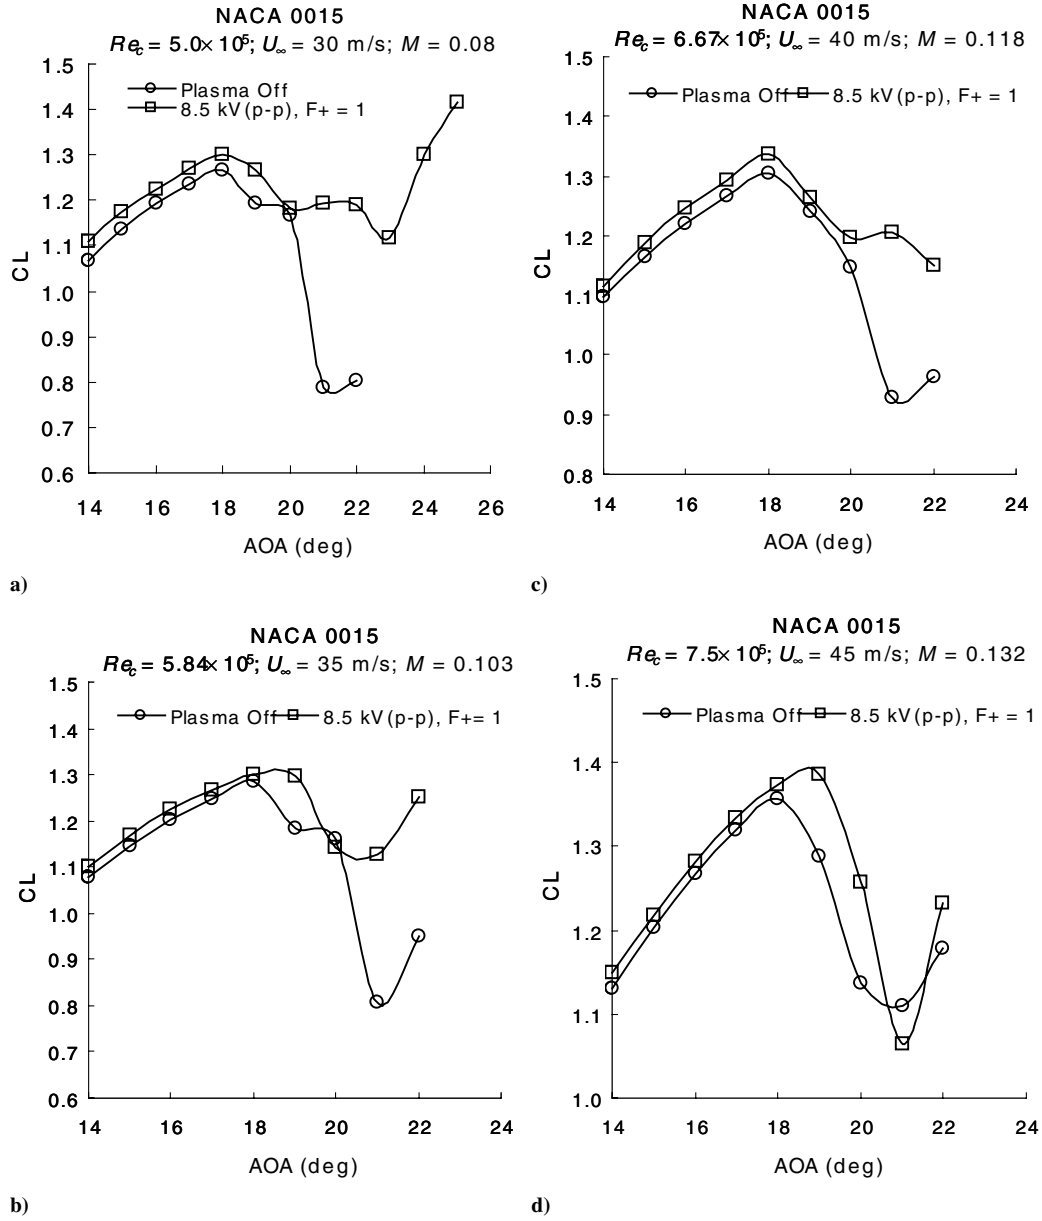 NACA 0015
Re_c = 5.0× 10^5; U_∞ = 30 m/s; M = 0.08
1.5
1.4
1.3
1.2
1.1
1.0
0.9
0.8
0.7
0.6
CL
Plasma Off
8.5 kV(p-p), F+ = 1
14 16 18 20 22 24 26
AOA (deg)
a)
NACA 0015
Re_c = 6.67× 10^5; U_∞ = 40 m/s; M = 0.118
1.5
1.4
1.3
1.2
1.1
1.0
0.9
0.8
CL
Plasma Off 8.5 kV(p-p), F+ = 1
14 16 18 20 22 24
AOA (deg)
c)
NACA 0015
Re_c = 5.84× 10^5; U_∞ = 35 m/s; M = 0.103
1.5
1.4
1.3
1.2
1.1
1.0
0.9
0.8
0.7
0.6
CL
Plasma Off 8.5 kV(p-p), F+= 1
14 16 18 20 22 24
AOA (deg)
b)
NACA 0015
Re_c = 7.5× 10^5; U_∞ = 45 m/s; M = 0.132
1.5
1.4
1.3
1.2
1.1
1.0
CL
Plasma Off 8.5 kV(p-p), F+ = 1
14 16 18 20 22 24
AOA (deg)
d)